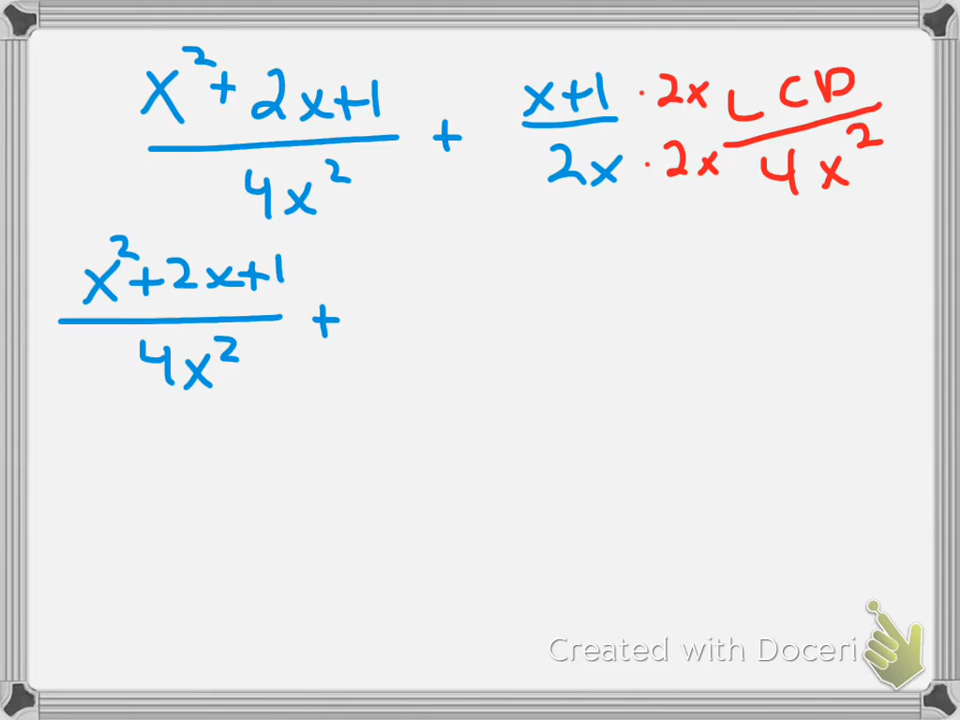 x²+2x+1 / 4x² + x+1 / 2x · 2x / · 2x LCD / 4x²
x²+2x+1 / 4x² +
Created with Doceri